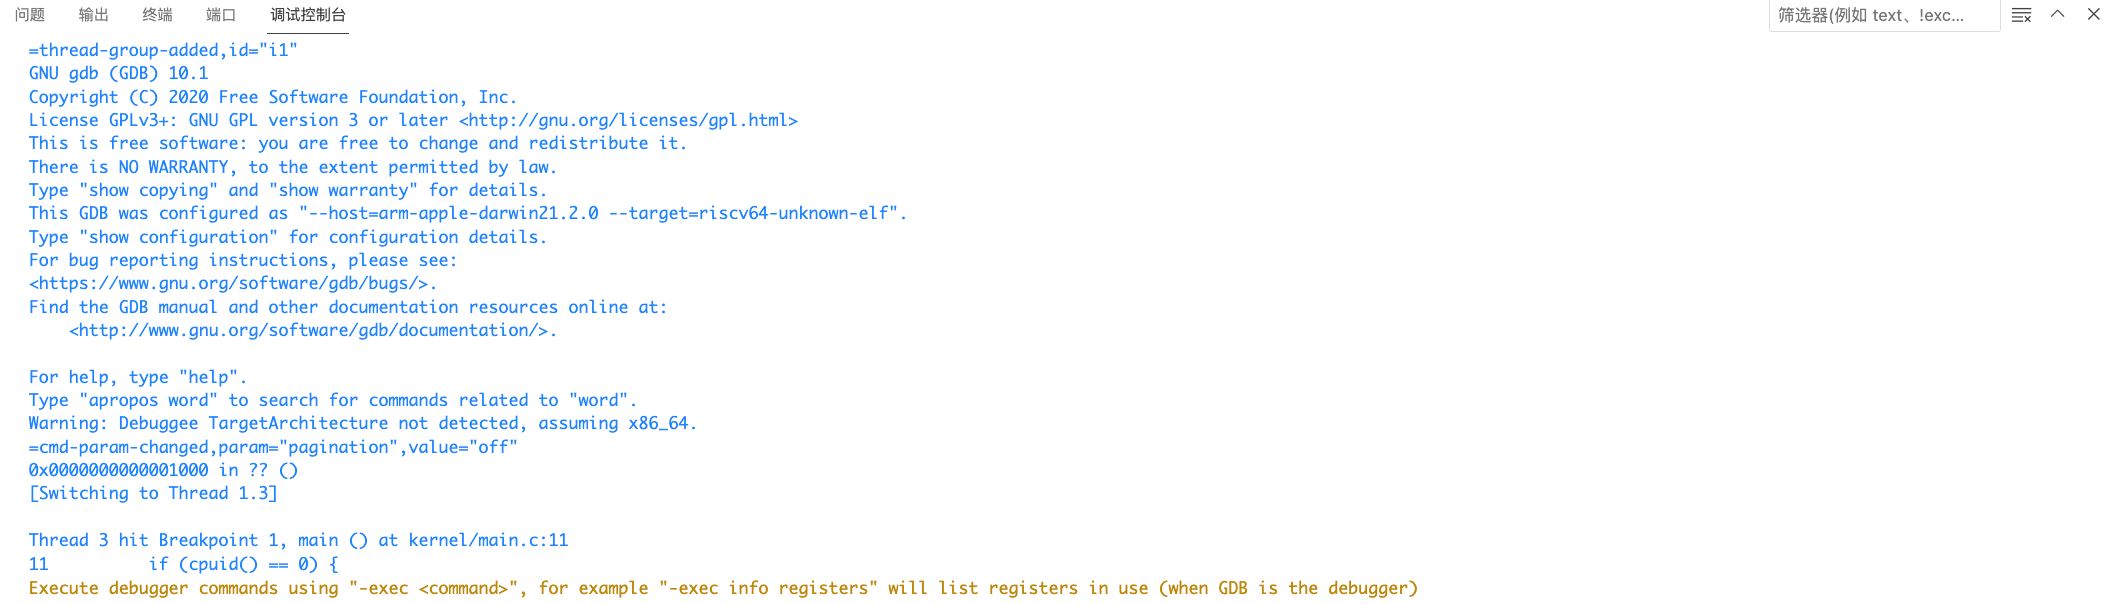 问题 输出 终端 端口 调试控制台 筛选器(例如 text、!exc...
=thread-group-added,id="i1"
GNU gdb (GDB) 10.1
Copyright (C) 2020 Free Software Foundation, Inc.
License GPLv3+: GNU GPL version 3 or later <http://gnu.org/licenses/gpl.html>
This is free software: you are free to change and redistribute it.
There is NO WARRANTY, to the extent permitted by law.
Type "show copying" and "show warranty" for details.
This GDB was configured as "--host=arm-apple-darwin21.2.0 --target=riscv64-unknown-elf".
Type "show configuration" for configuration details.
For bug reporting instructions, please see:
<https://www.gnu.org/software/gdb/bugs/>.
Find the GDB manual and other documentation resources online at:
    <http://www.gnu.org/software/gdb/documentation/>.

For help, type "help".
Type "apropos word" to search for commands related to "word".
Warning: Debuggee TargetArchitecture not detected, assuming x86_64.
=cmd-param-changed,param="pagination",value="off"
0x0000000000001000 in ?? ()
[Switching to Thread 1.3]

Thread 3 hit Breakpoint 1, main () at kernel/main.c:11
11          if (cpuid() == 0) {
Execute debugger commands using "-exec <command>", for example "-exec info registers" will list registers in use (when GDB is the debugger)